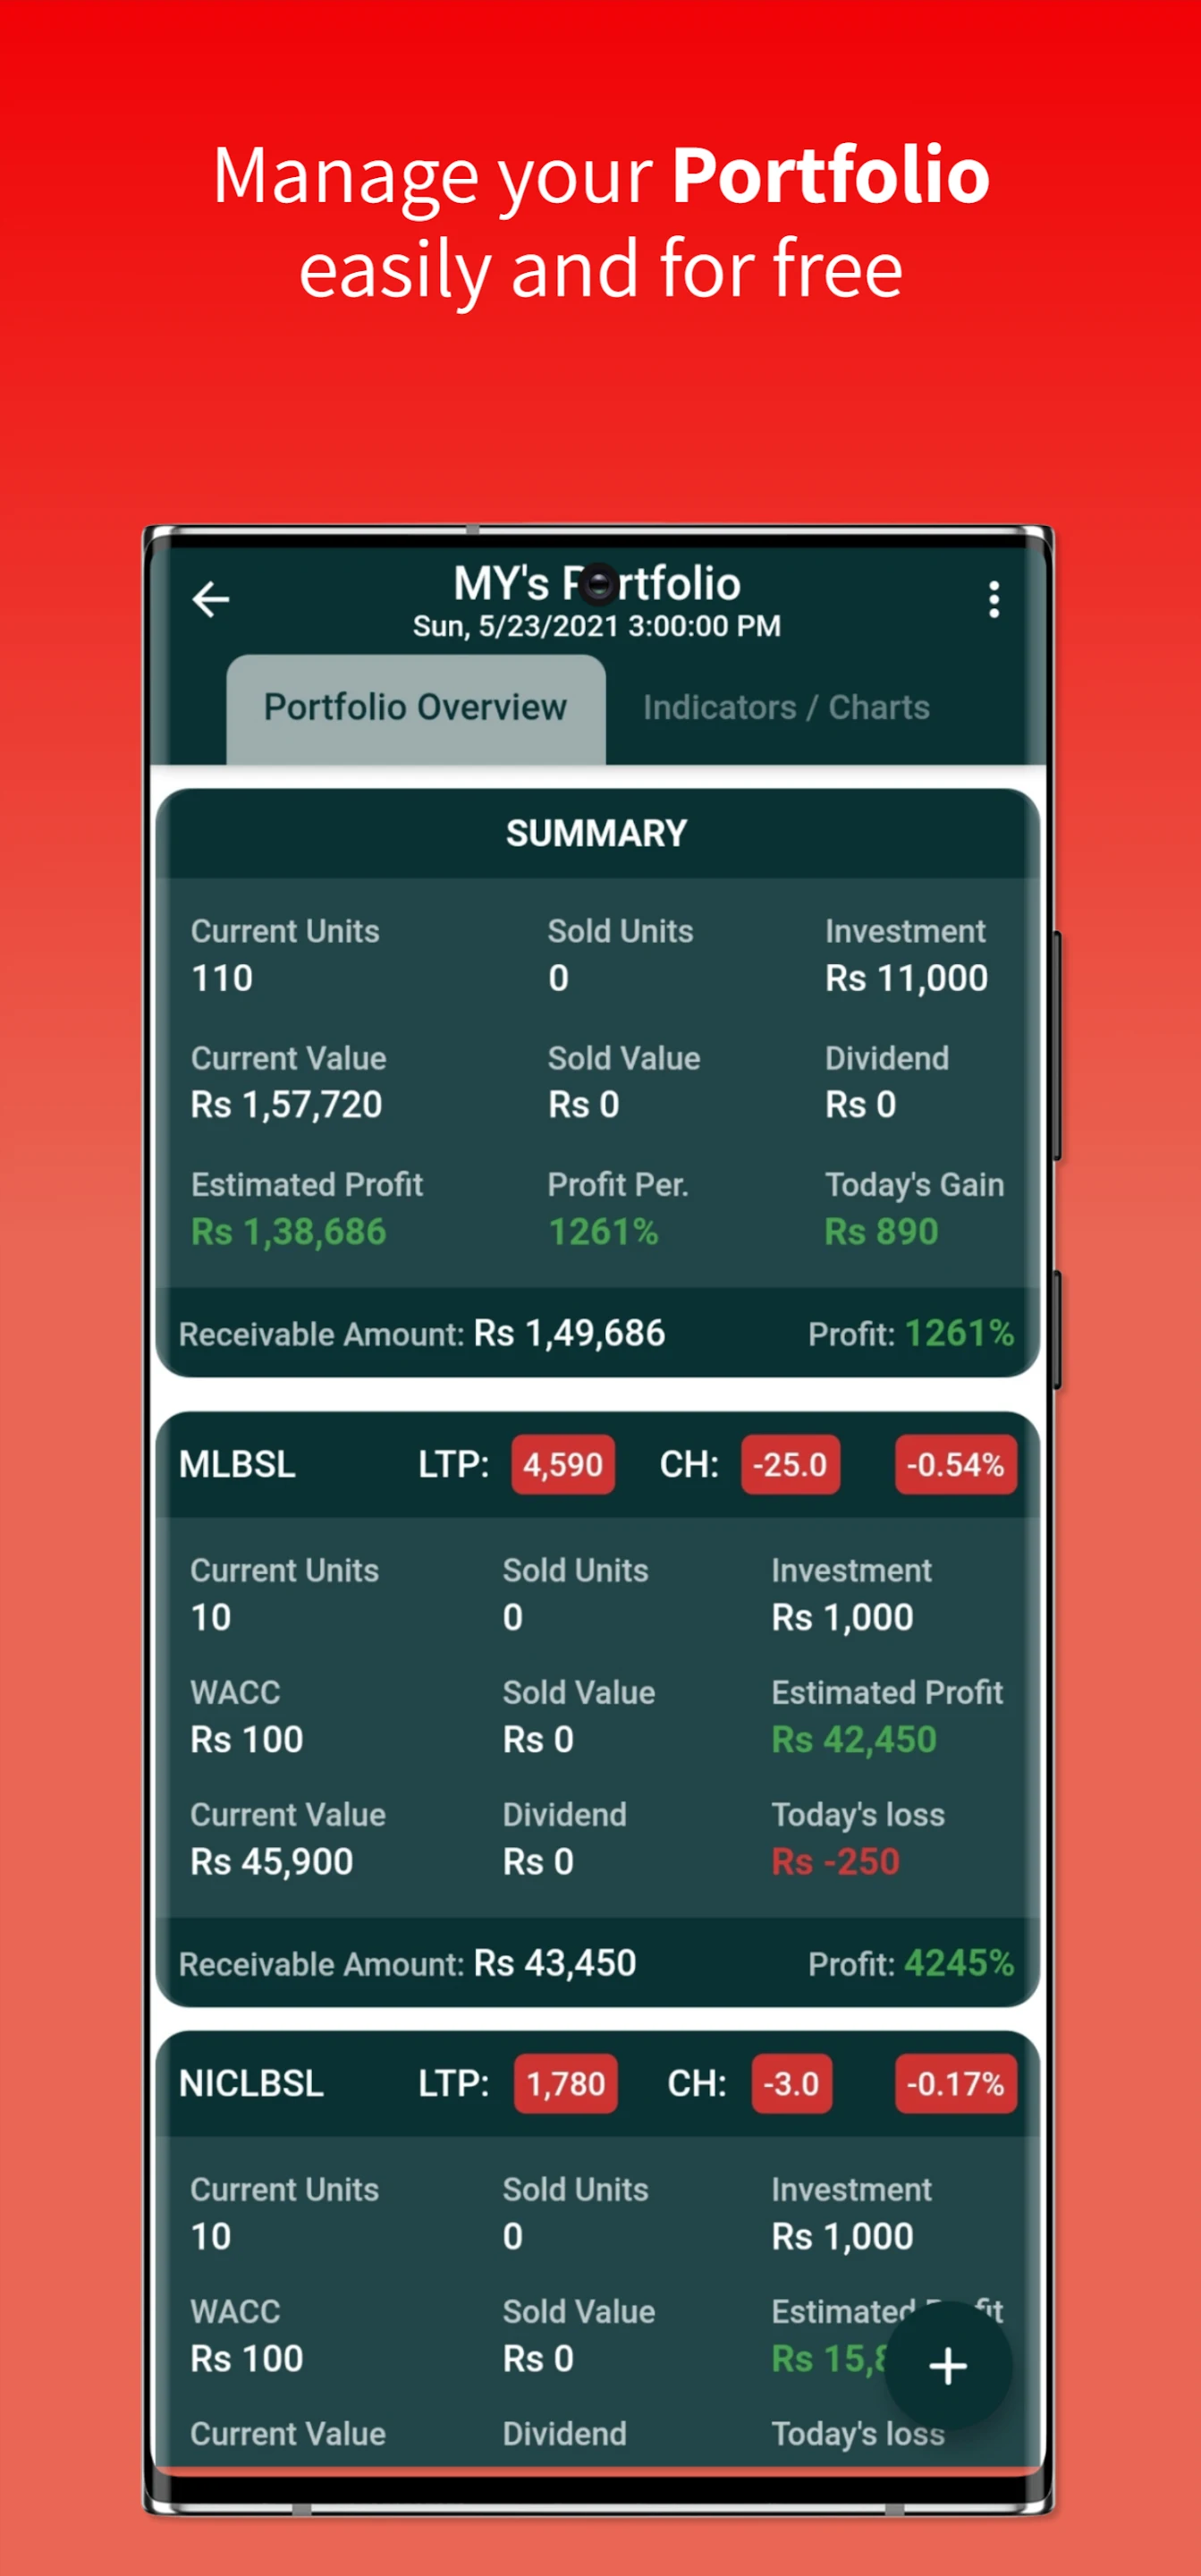 Manage your Portfolio
easily and for free
MY's P rtfolio
Sun, 5/23/2021 3:00:00 PM
Portfolio Overview Indicators / Charts
SUMMARY
Current Units Sold Units Investment
110 0 Rs 11,000
Current Value Sold Value Dividend
Rs 1,57,720 Rs 0 Rs 0
Estimated Profit Profit Per. Today's Gain
Rs 1,38,686 1261% Rs 890
Receivable Amount: Rs 1,49,686 Profit: 1261%
MLBSL LTP: 4,590 CH: -25.0 -0.54%
Current Units Sold Units Investment
10 0 Rs 1,000
WACC Sold Value Estimated Profit
Rs 100 Rs 0 Rs 42,450
Current Value Dividend Today's loss
Rs 45,900 Rs 0 Rs -250
Receivable Amount: Rs 43,450 Profit: 4245%
NICLBSL LTP: 1,780 CH: -3.0 -0.17%
Current Units Sold Units Investment
10 0 Rs 1,000
WACC Sold Value Estimated
Rs 100 Rs 0 Rs
Current Value Dividend Today's loss